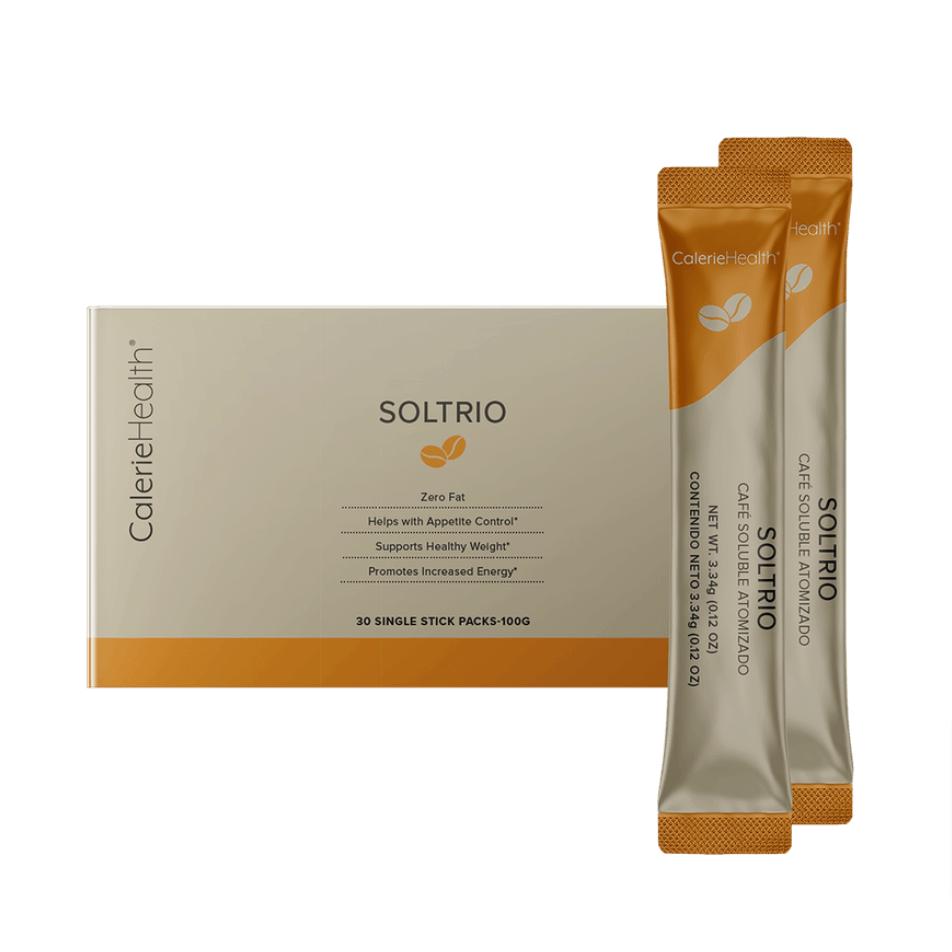 CalerieHealth®
SOLTRIO
Zero Fat
Helps with Appetite Control*
Supports Healthy Weight*
Promotes Increased Energy*
30 SINGLE STICK PACKS-100G
CalerieHealth®
SOLTRIO
CAFÉ SOLUBLE ATOMIZADO
NET WT. 3.34g (0.12 OZ)
CONTENIDO NETO 3.34g (0.12 OZ)
Health®
SOLTRIO
CAFÉ SOLUBLE ATOMIZADO